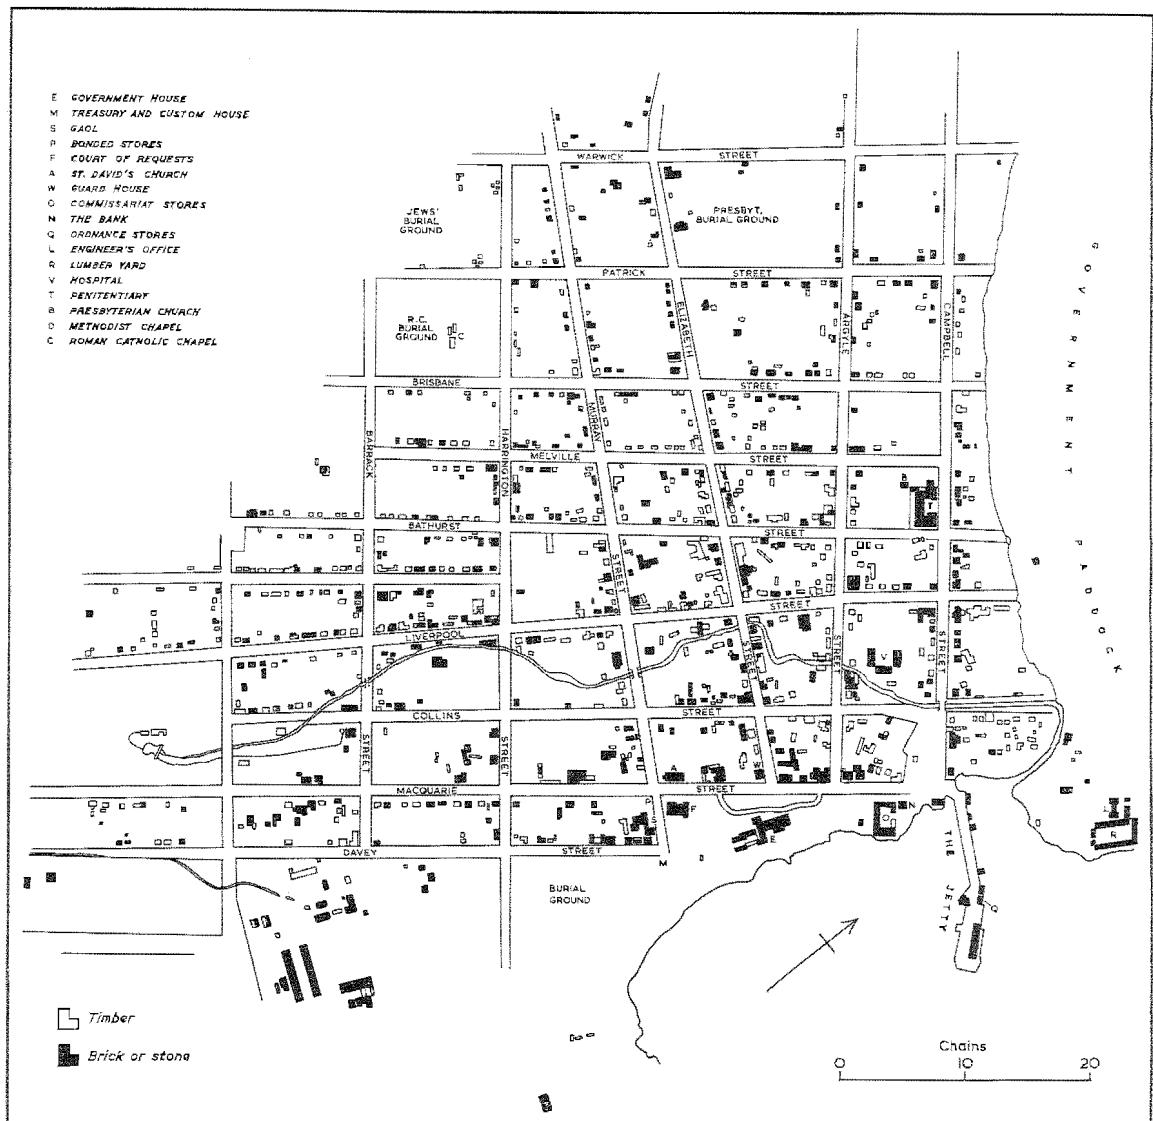 E GOVERNMENT HOUSE
M TREASURY AND CUSTOM HOUSE
S GAOL
P BONDED STORES
F COURT OF REQUESTS
A ST. DAVID'S CHURCH
W GUARD HOUSE
O COMMISSARIAT STORES
N THE BANK
Q ORDNANCE STORES
L ENGINEER'S OFFICE
R LUMBER YARD
V HOSPITAL
T PENITENTIARY
B PRESBYTERIAN CHURCH
D METHODIST CHAPEL
C ROMAN CATHOLIC CHAPEL
WARWICK STREET
JEWS'
BURIAL
GROUND
PRESBYT.
BURIAL GROUND
PATRICK STREET
R.C.
BURIAL
GROUND
C
ELIZABETH
ARGYLE
CAMPBELL
GOVERNMENT PADDOCK
BRISBANE STREET
BARRACK
HARRINGTON
MURRAY
MELVILLE STREET
T
BATHURST STREET
STREET
LIVERPOOL STREET
STREET
STREET
STREET
V
COLLINS STREET
STREET
STREET
A
W
MACQUARIE STREET
P
F
E
O
N
L
R
DAVEY STREET
M
THE JETTY
Q
BURIAL
GROUND
Timber
Brick or stone
Chains
0 10 20